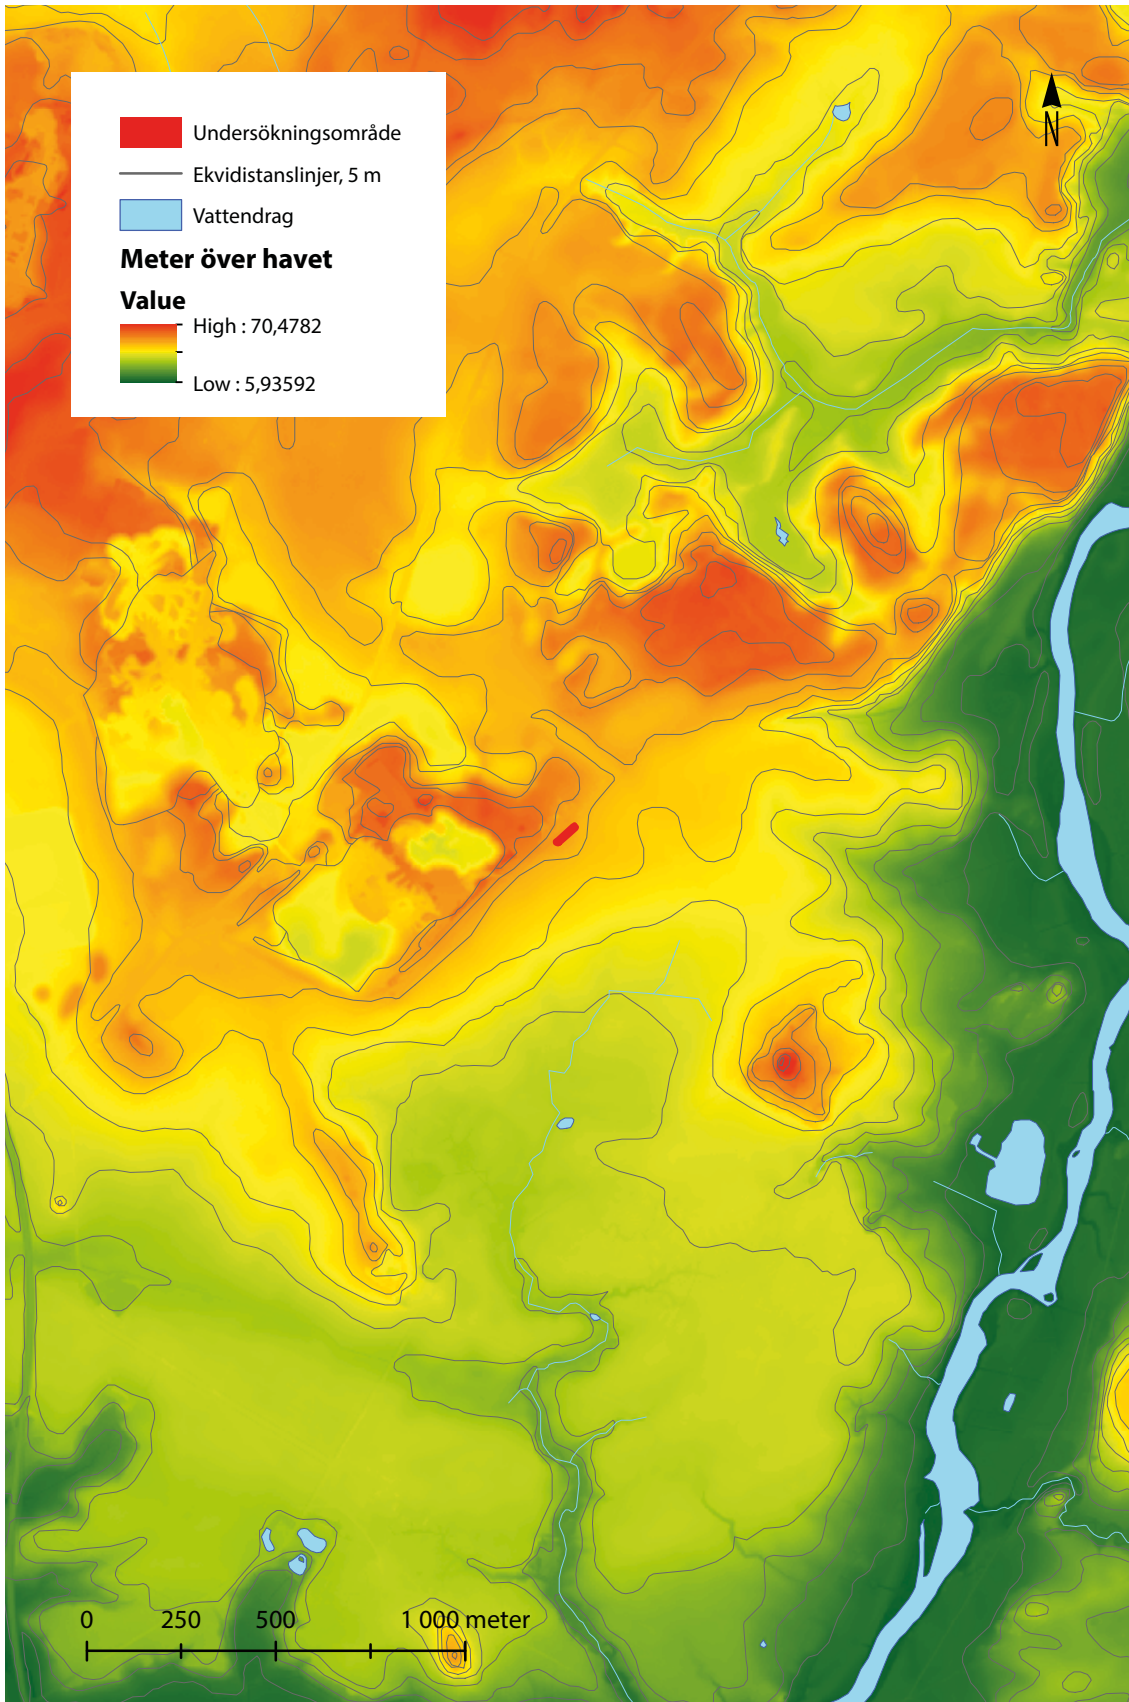 N
Undersökningsområde
Ekvidistanslinjer, 5 m
Vattendrag
Meter över havet
Value
High : 70,4782
Low : 5,93592
0 250 500 1 000 meter